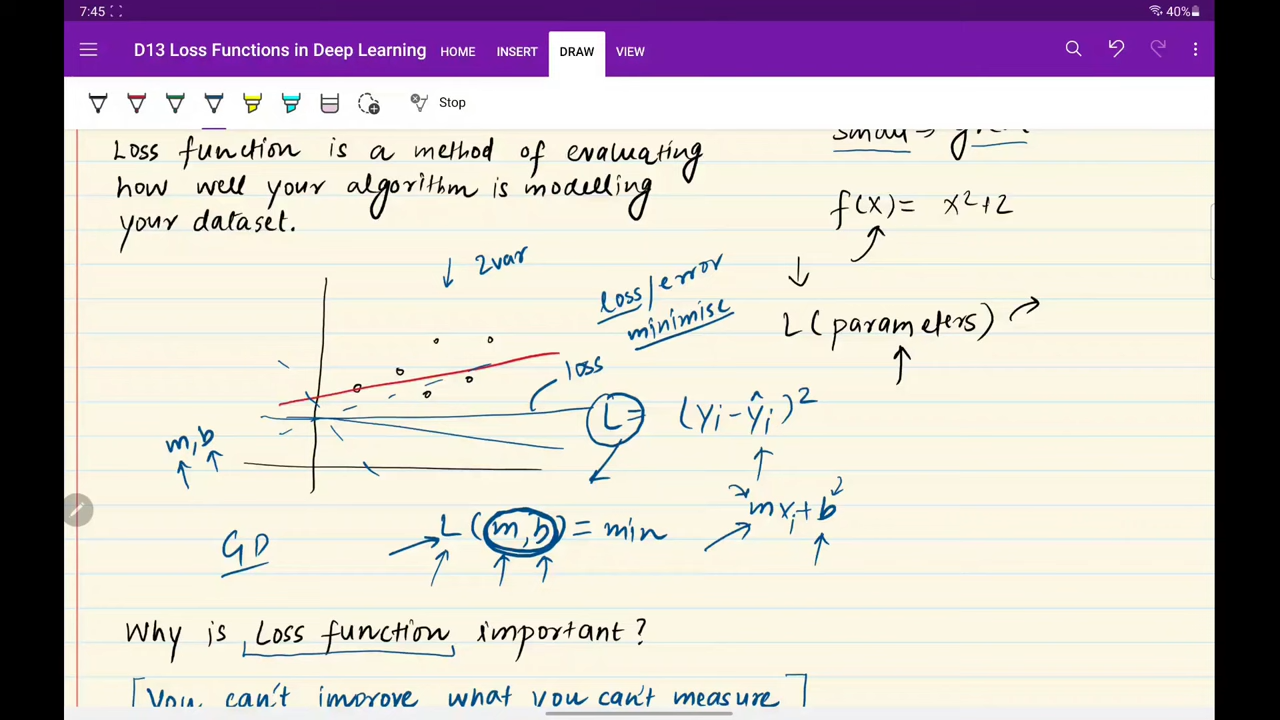 7:45
40%
D13 Loss Functions in Deep Learning
HOME
INSERT
DRAW
VIEW
Stop
Loss function is a method of evaluating
how well your algorithm is modelling
your dataset.
small →
f(x) = x²+2
L(parameters)
2var
loss/error
minimise
loss
L = (yi - ŷi)²
m,b
mxi+b
L(m,b) = min
GD
Why is Loss function important?
[You can't improve what you can't measure]